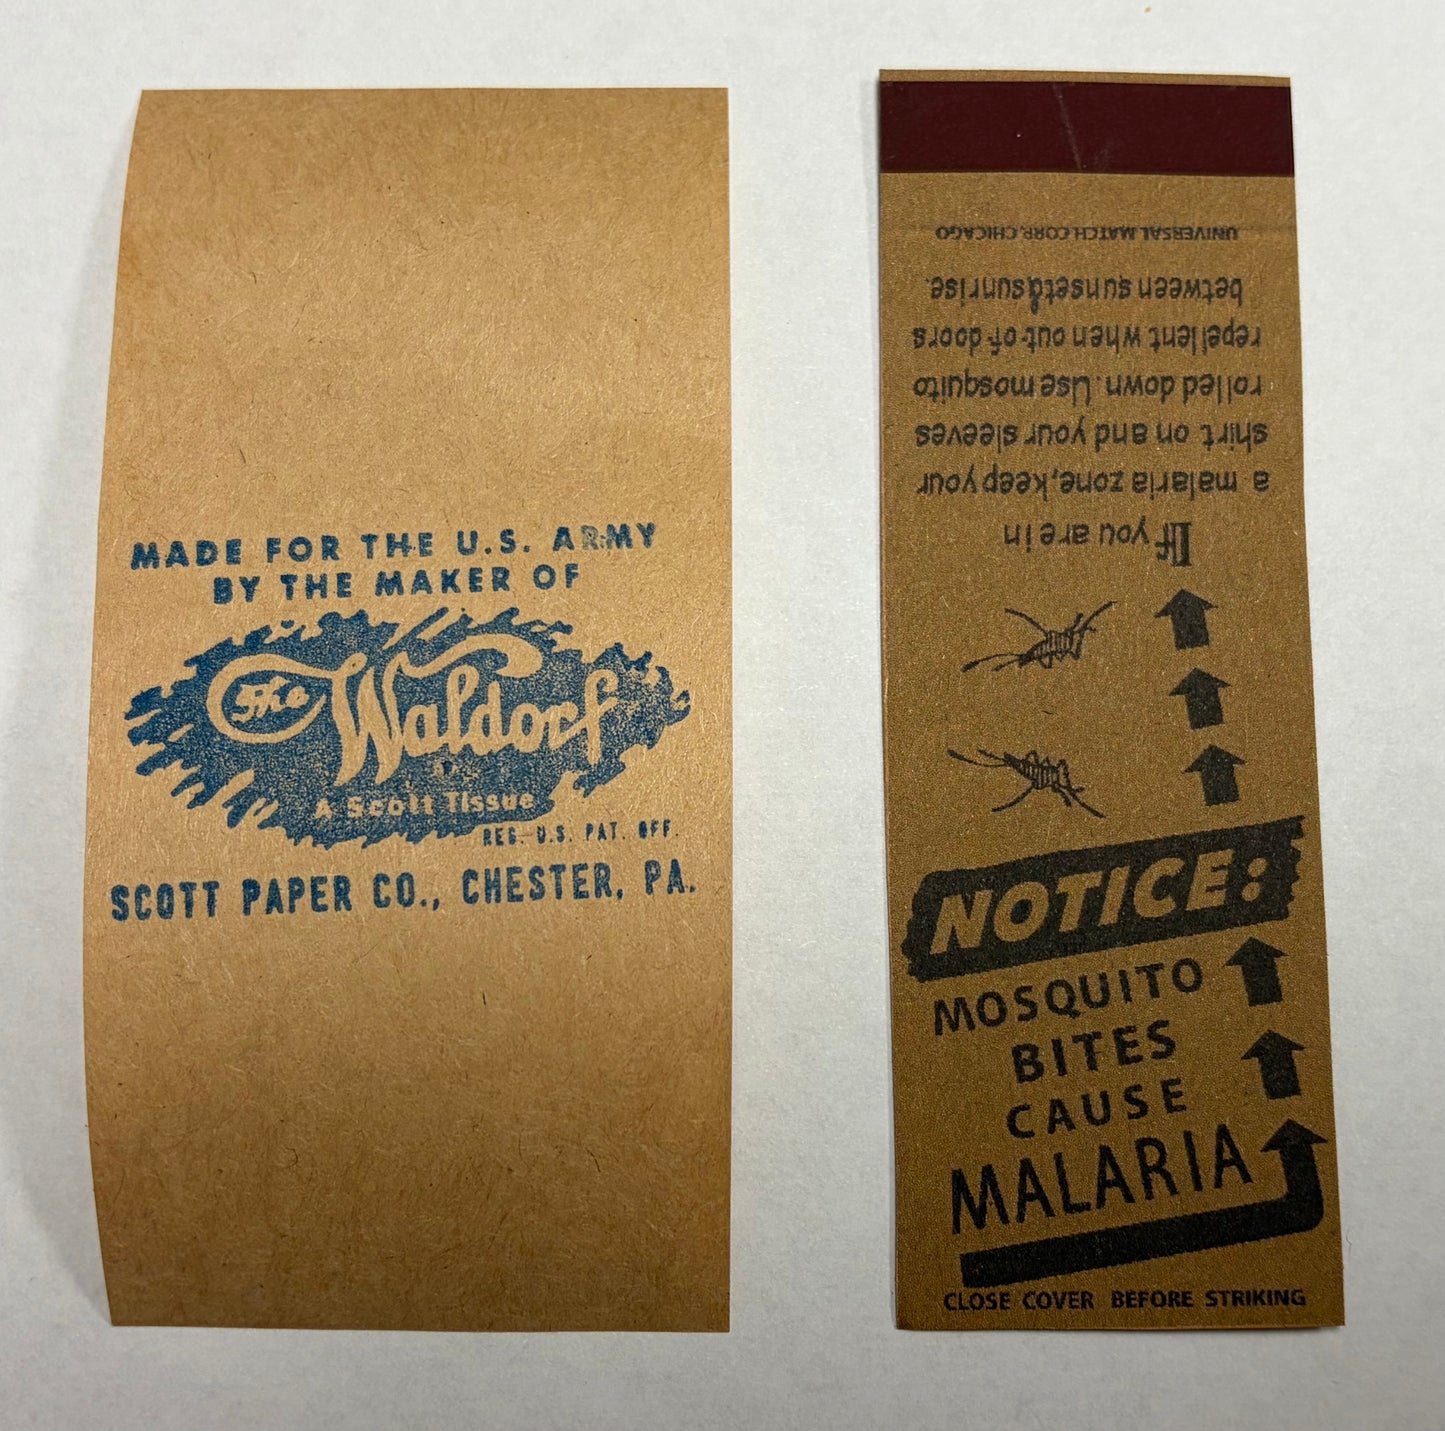 MADE FOR THE U.S. ARMY
BY THE MAKER OF
The Waldorf
A Scott Tissue
REG. U.S. PAT. OFF.
SCOTT PAPER CO., CHESTER, PA.
NOTICE:
MOSQUITO
BITES
CAUSE
MALARIA
CLOSE COVER BEFORE STRIKING
If you are in
a malaria zone, keep your
shirt on and your sleeves
rolled down. Use mosquito
repellent when out-of doors
between sunset & sunrise.
UNIVERSAL MATCH CORP. CHICAGO